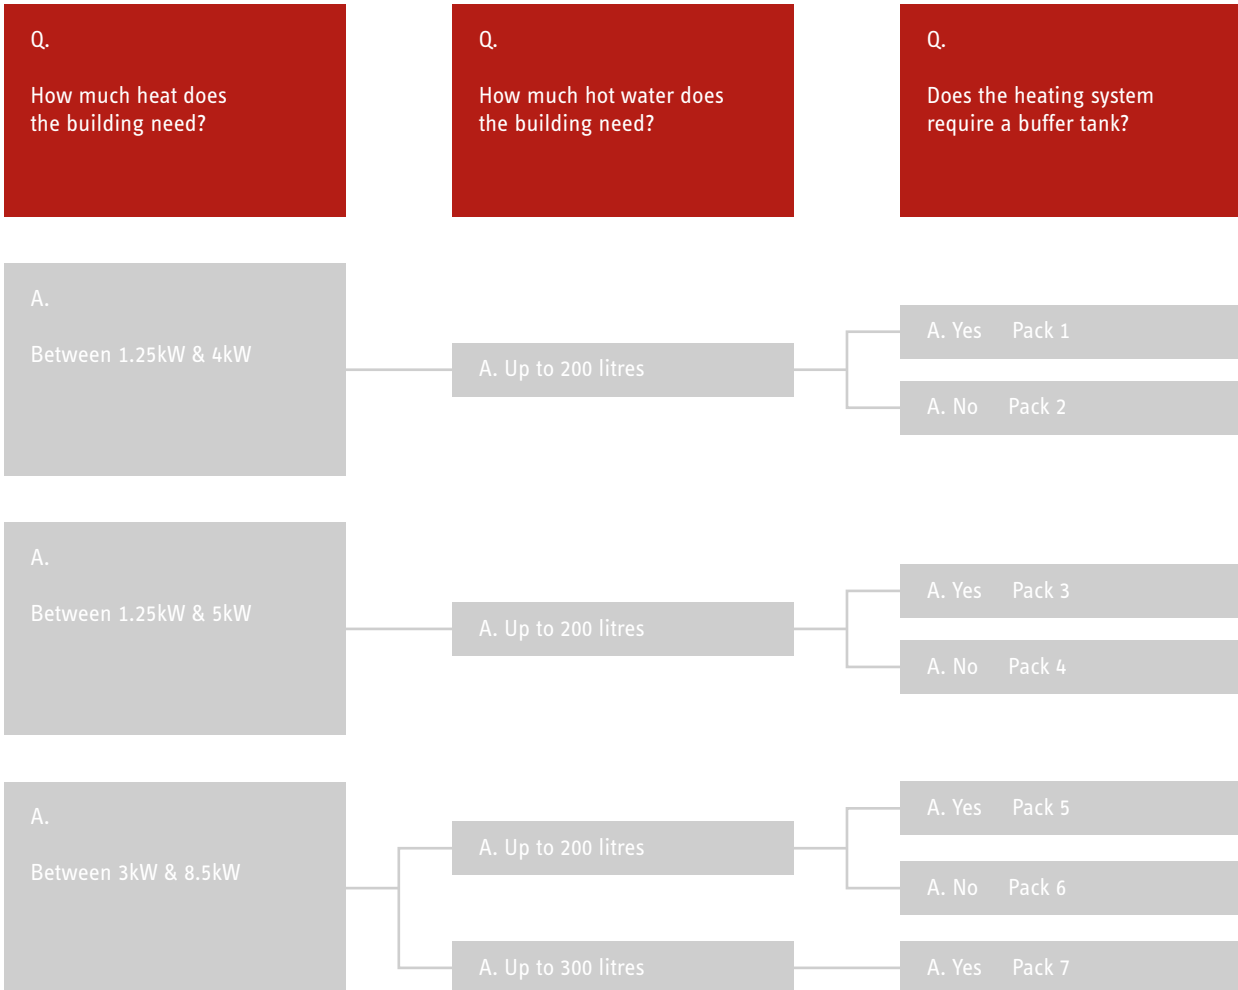 Q.
How much heat does
the building need?
Q.
How much hot water does
the building need?
Q.
Does the heating system
require a buffer tank?
A.
Between 1.25kW & 4kW
A. Up to 200 litres
A. Yes Pack 1
A. No Pack 2
A.
Between 1.25kW & 5kW
A. Up to 200 litres
A. Yes Pack 3
A. No Pack 4
A.
Between 3kW & 8.5kW
A. Up to 200 litres
A. Yes Pack 5
A. No Pack 6
A. Up to 300 litres
A. Yes Pack 7